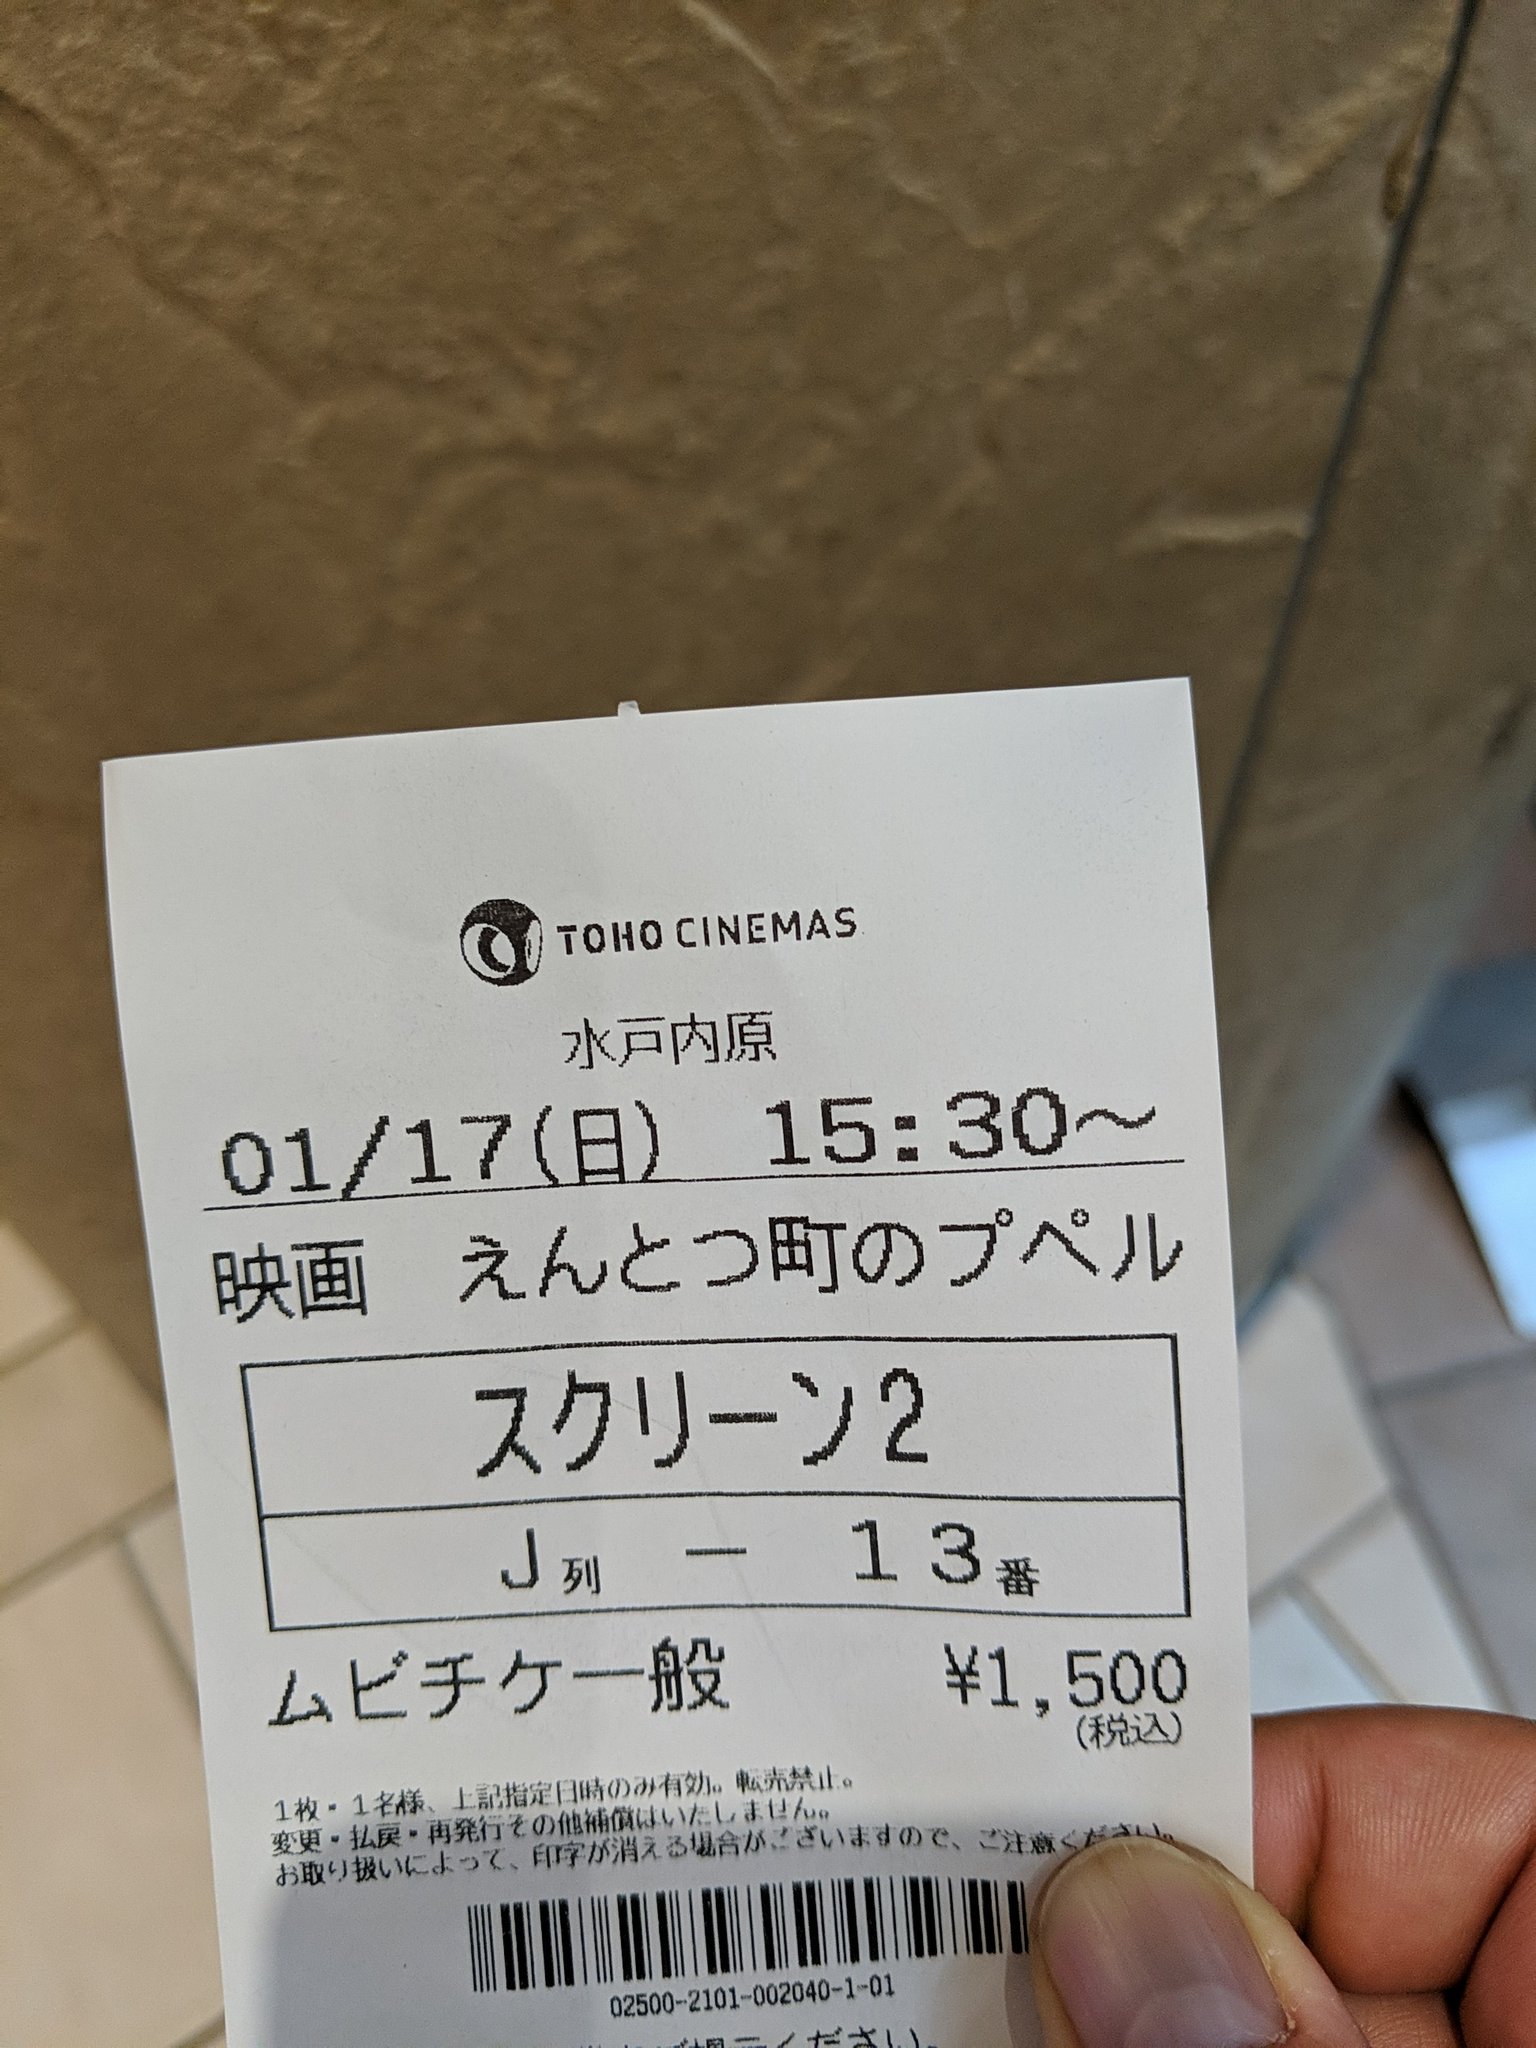 TOHO CINEMAS
水戸内原
01/17(日) 15:30～
映画 えんとつ町のプペル
スクリーン2
J列 － 13番
ムビチケ一般 ¥1,500
(税込)
1枚・1名様、上記指定日時のみ有効。転売禁止。
変更・払戻・再発行その他補償はいたしません。
お取り扱いによって、印字が消える場合がございますので、ご注意ください。
02500-2101-002040-1-01
ください。